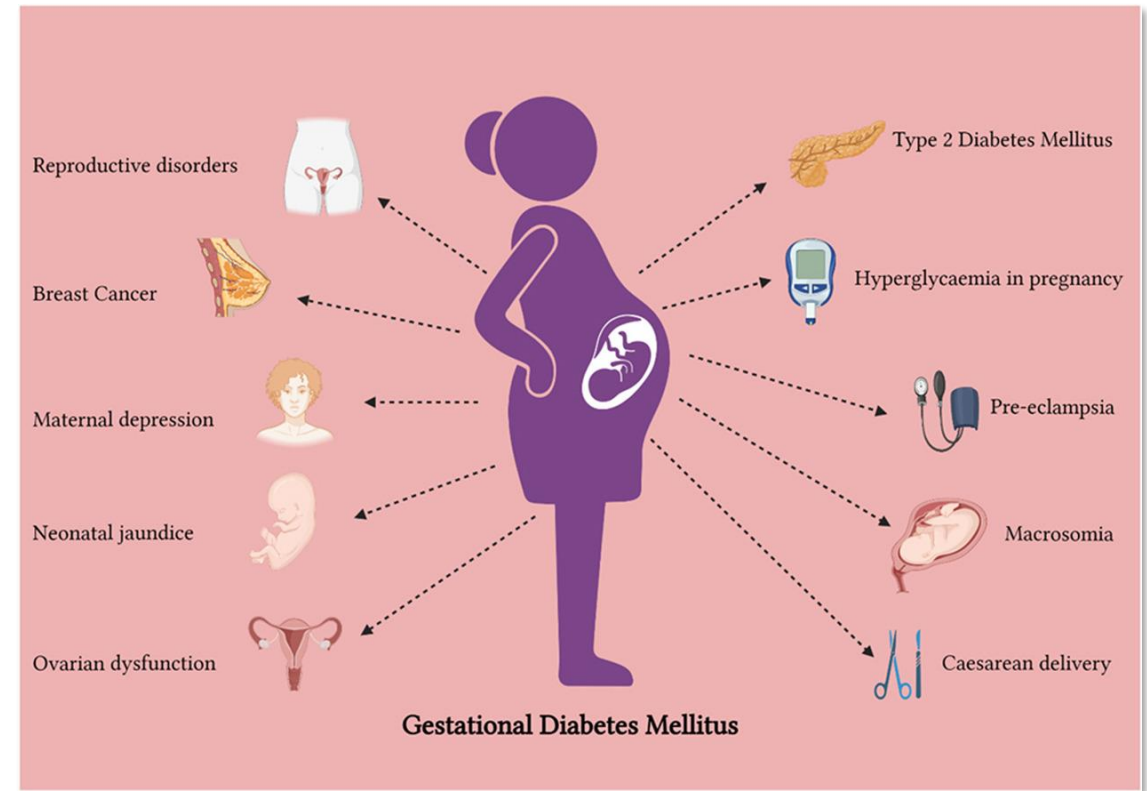 Reproductive disorders
Breast Cancer
Maternal depression
Neonatal jaundice
Ovarian dysfunction
Type 2 Diabetes Mellitus
Hyperglycaemia in pregnancy
Pre-eclampsia
Macrosomia
Caesarean delivery
Gestational Diabetes Mellitus